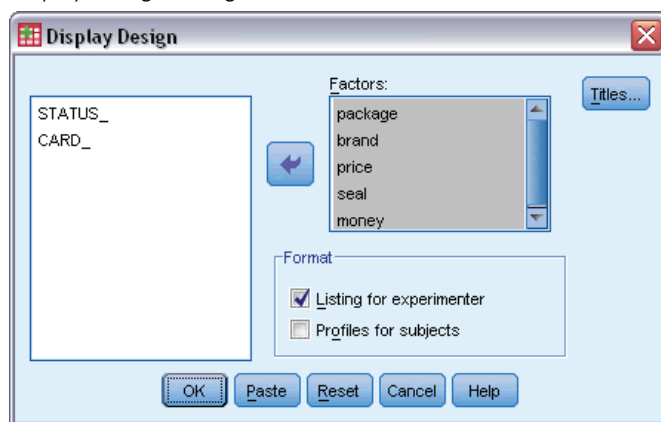 Display Design
STATUS_
CARD_
Factors:
package
brand
price
seal
money
Titles...
Format
Listing for experimenter
Profiles for subjects
OK
Paste
Reset
Cancel
Help